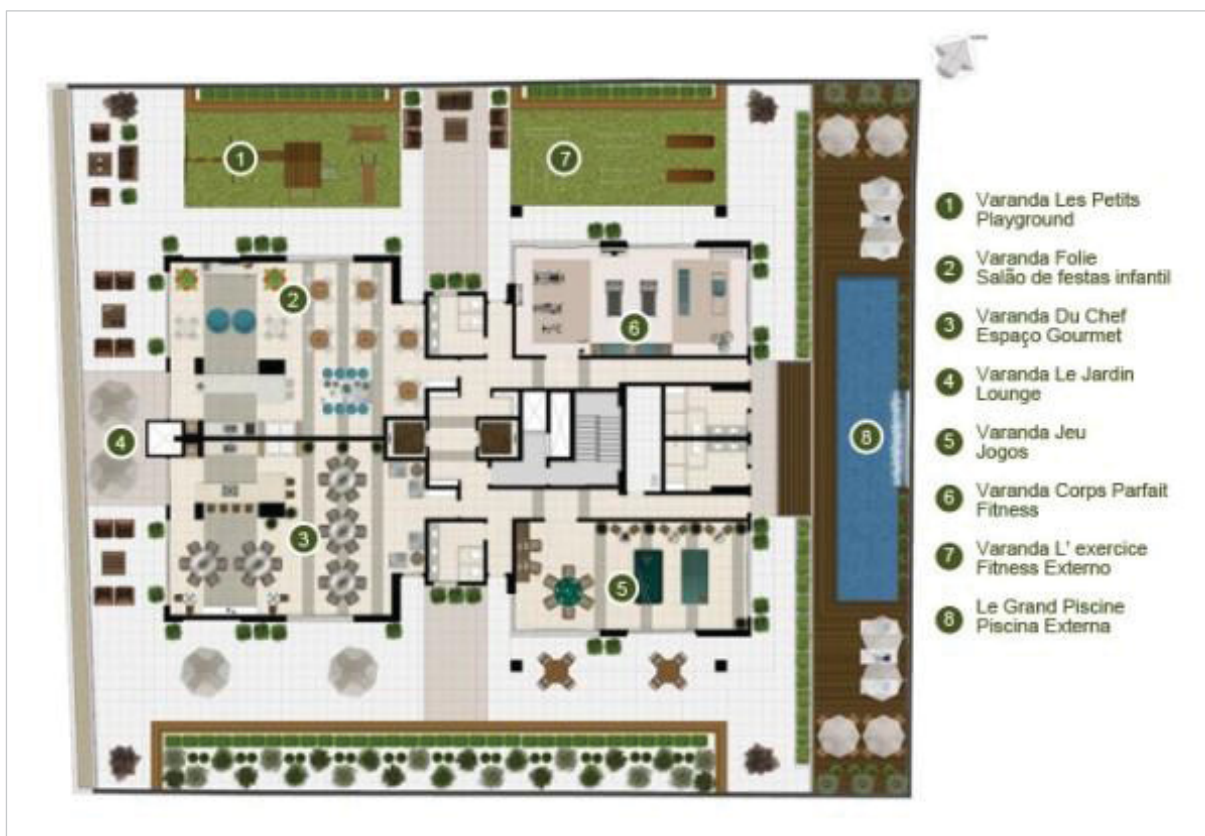 1 Varanda Les Petits
Playground
2 Varanda Folie
Salão de festas infantil
3 Varanda Du Chef
Espaço Gourmet
4 Varanda Le Jardin
Lounge
5 Varanda Jeu
Jogos
6 Varanda Corps Parfait
Fitness
7 Varanda L' exercice
Fitness Externo
8 Le Grand Piscine
Piscina Externa
1
7
2
6
8
4
3
5